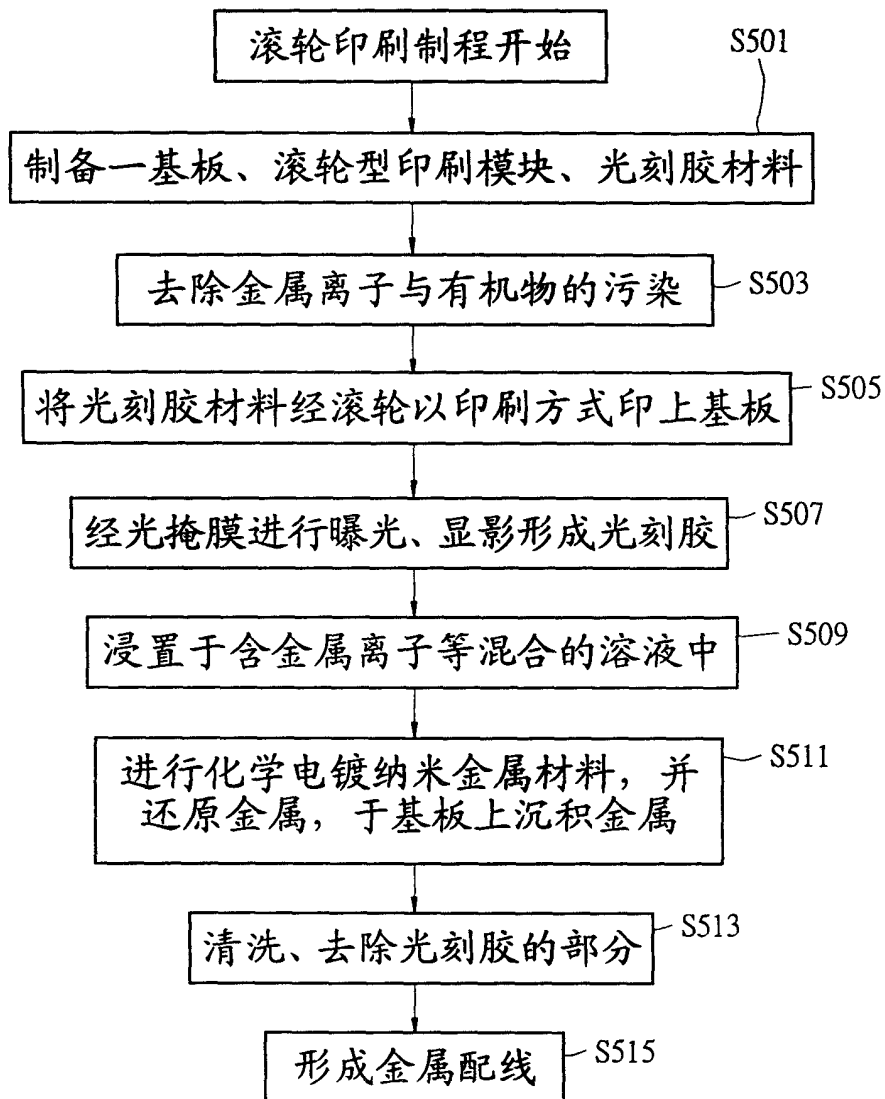 滚轮印刷制程开始
S501
制备一基板、滚轮型印刷模块、光刻胶材料
去除金属离子与有机物的污染
S503
将光刻胶材料经滚轮以印刷方式印上基板
S505
经光掩膜进行曝光、显影形成光刻胶
S507
浸置于含金属离子等混合的溶液中
S509
进行化学电镀纳米金属材料，并
还原金属，于基板上沉积金属
S511
清洗、去除光刻胶的部分
S513
形成金属配线
S515